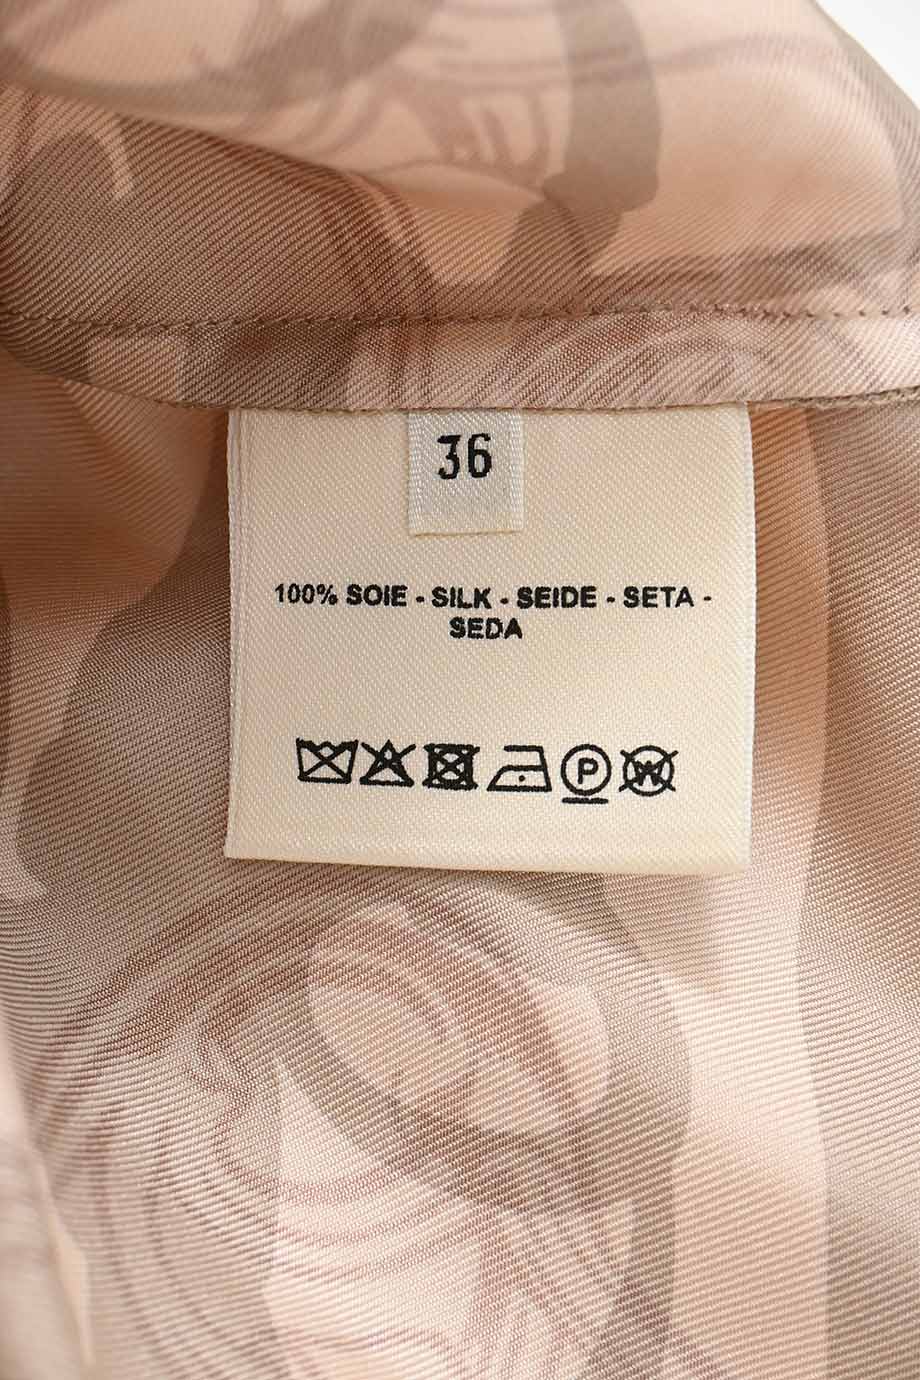 36
100% SOIE - SILK - SEIDE - SETA -
SEDA
P W